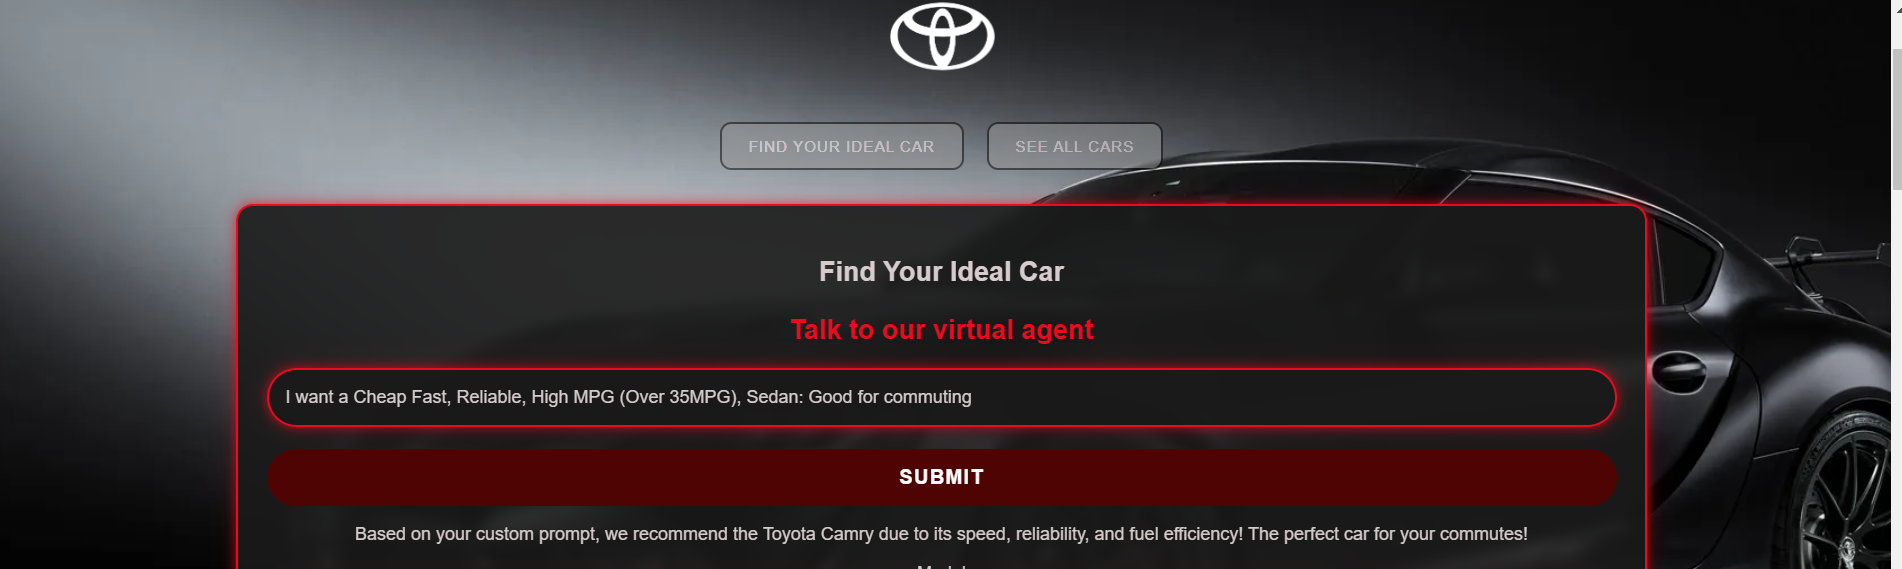 FIND YOUR IDEAL CAR
SEE ALL CARS
Find Your Ideal Car
Talk to our virtual agent
I want a Cheap Fast, Reliable, High MPG (Over 35MPG), Sedan: Good for commuting
SUBMIT
Based on your custom prompt, we recommend the Toyota Camry due to its speed, reliability, and fuel efficiency! The perfect car for your commutes!